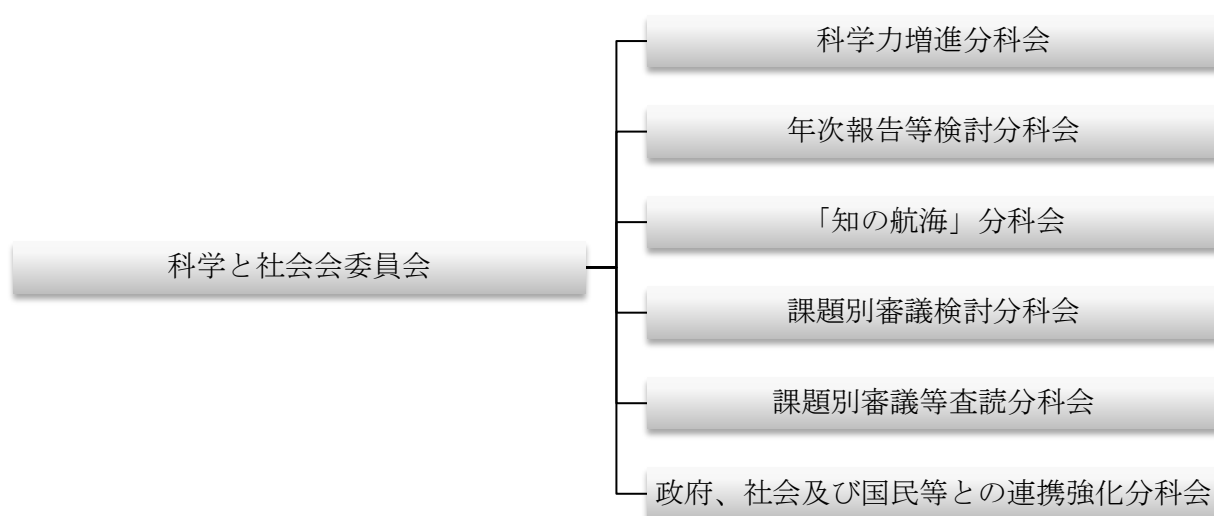 科学力増進分科会
年次報告等検討分科会
「知の航海」分科会
科学と社会会委員会
課題別審議検討分科会
課題別審議等査読分科会
政府、社会及び国民等との連携強化分科会